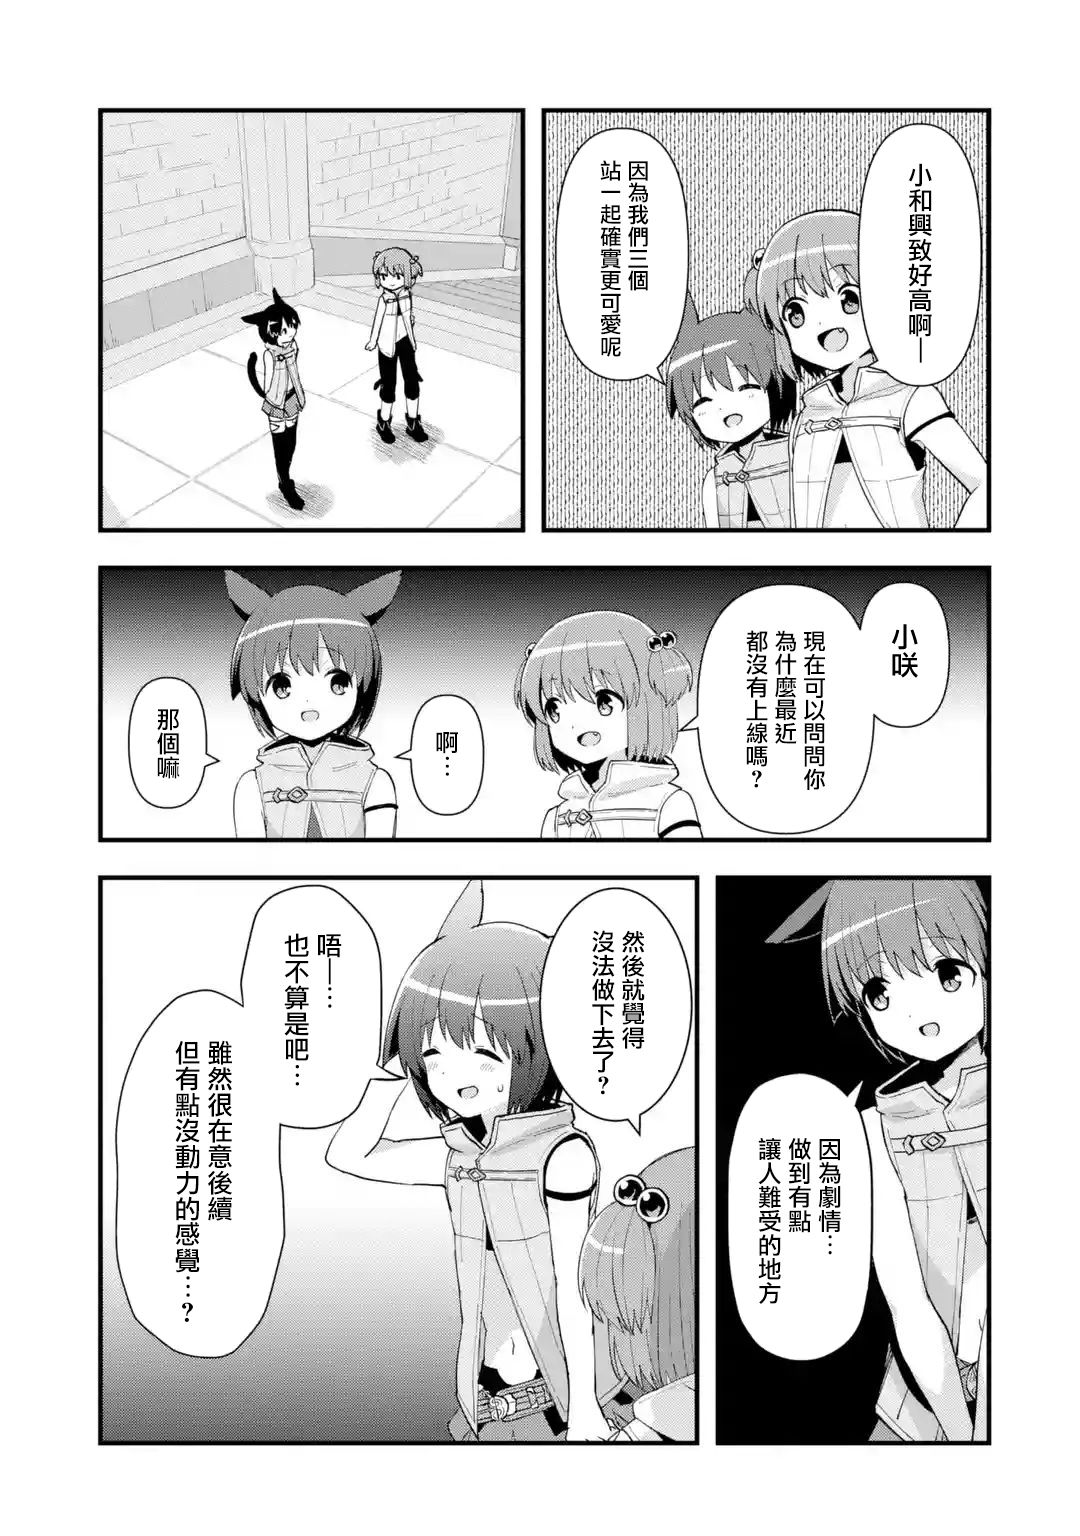 小和興致好高啊—
因為我們三個
站一起確實更可愛呢
小咲
現在可以問問你
為什麼最近
都沒有上線嗎?
啊…
那個嘛
因為劇情…
做到有點
讓人難受的地方
然後就覺得
沒法做下去了?
唔—…
也不算是吧…
雖然很在意後續
但有點沒動力的感覺…?